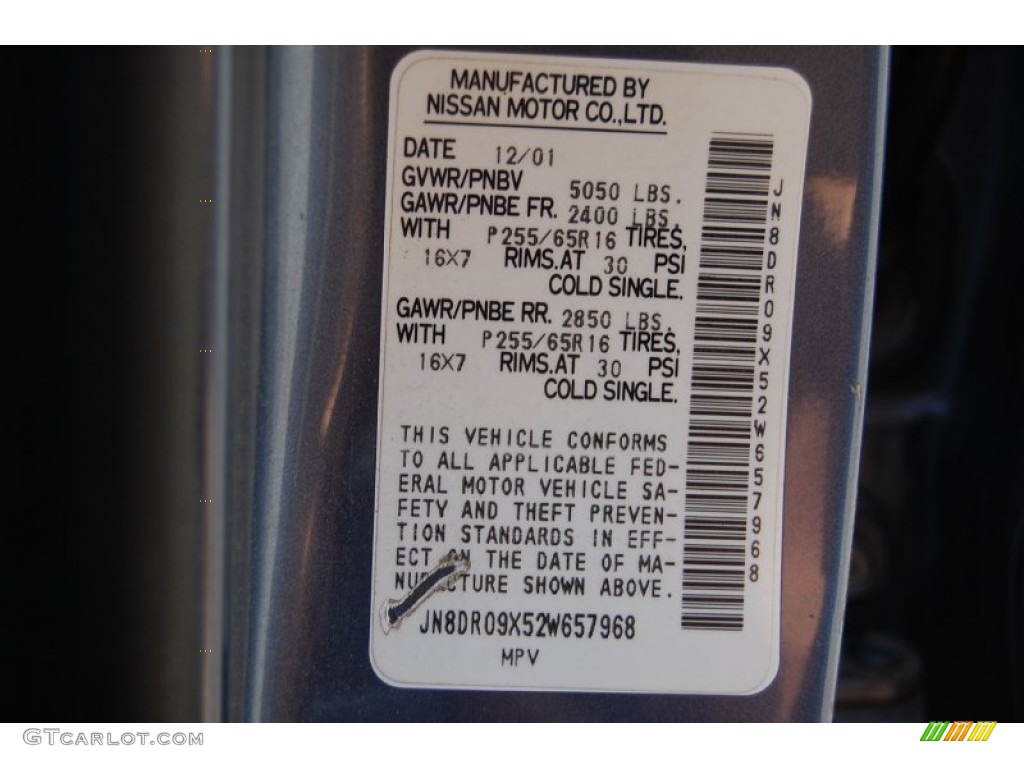 MANUFACTURED BY
NISSAN MOTOR CO.,LTD.
DATE 12/01
GVWR/PNBV 5050 LBS.
GAWR/PNBE FR. 2400 LBS.
WITH P255/65R16 TIRES,
16X7 RIMS.AT 30 PSI
COLD SINGLE.
GAWR/PNBE RR. 2850 LBS.
WITH P255/65R16 TIRES,
16X7 RIMS.AT 30 PSI
COLD SINGLE.
THIS VEHICLE CONFORMS
TO ALL APPLICABLE FED-
ERAL MOTOR VEHICLE SA-
FETY AND THEFT PREVEN-
TION STANDARDS IN EFF-
ECT ON THE DATE OF MA-
NUFACTURE SHOWN ABOVE.
JN8DR09X52W657968
MPV
JN8DR09X52W657968
GTcarlot.com